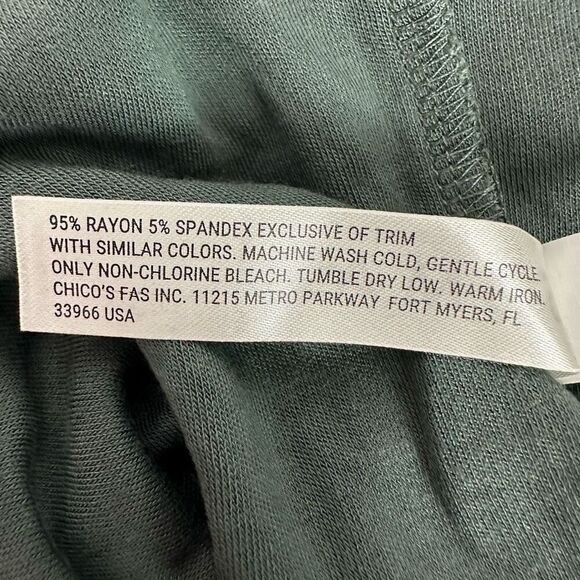 95% RAYON 5% SPANDEX EXCLUSIVE OF TRIM
WITH SIMILAR COLORS. MACHINE WASH COLD, GENTLE CYCLE.
ONLY NON-CHLORINE BLEACH. TUMBLE DRY LOW. WARM IRON.
CHICO'S FAS INC. 11215 METRO PARKWAY FORT MYERS, FL
33966 USA